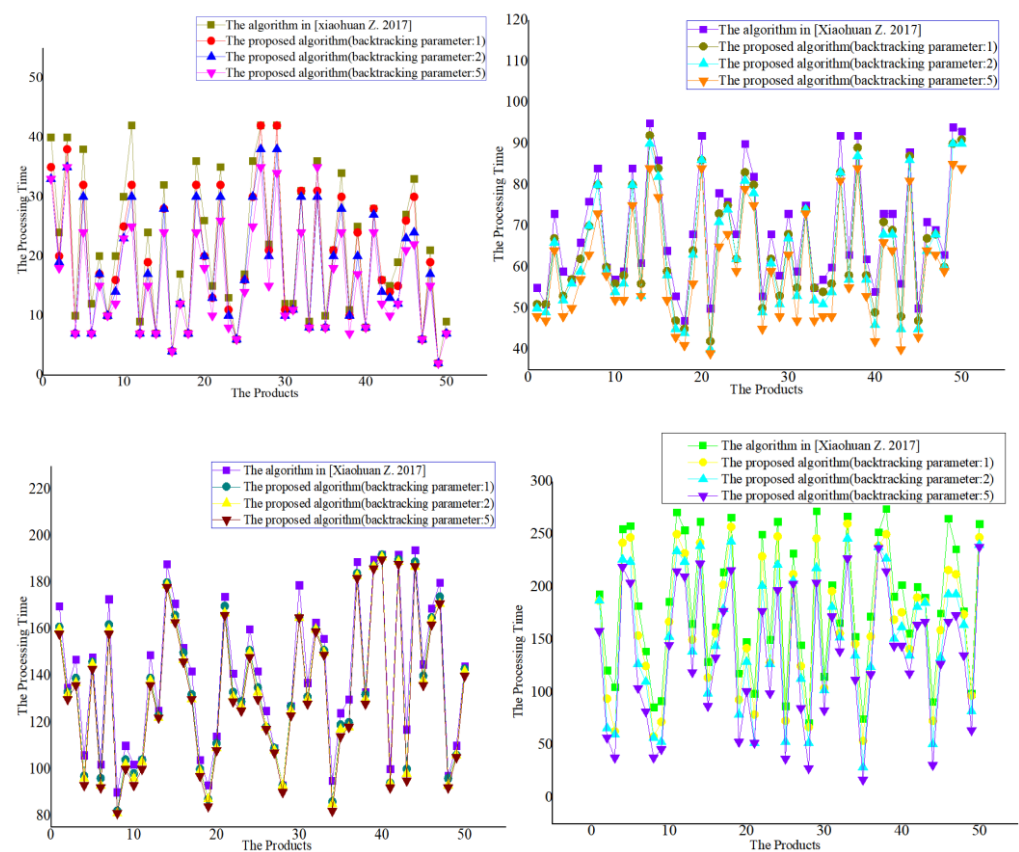 The algorithm in [xiaohuan Z. 2017]
The proposed algorithm(backtracking parameter:1)
The proposed algorithm(backtracking parameter:2)
The proposed algorithm(backtracking parameter:5)
The Processing Time
50
40
30
20
10
0
0 10 20 30 40 50
The Products
The algorithm in [Xiaohuan Z. 2017]
The proposed algorithm(backtracking parameter:1)
The proposed algorithm(backtracking parameter:2)
The proposed algorithm(backtracking parameter:5)
The Processing Time
120
110
100
90
80
70
60
50
40
0 10 20 30 40 50
The Products
The algorithm in [Xiaohuan Z. 2017]
The proposed algorithm(backtracking parameter:1)
The proposed algorithm(backtracking parameter:2)
The proposed algorithm(backtracking parameter:5)
The Processing Time
220
200
180
160
140
120
100
80
0 10 20 30 40 50
The Products
The algorithm in [Xiaohuan Z. 2017]
The proposed algorithm(backtracking parameter:1)
The proposed algorithm(backtracking parameter:2)
The proposed algorithm(backtracking parameter:5)
The Processing Time
300
250
200
150
100
50
0
0 10 20 30 40 50
The Products